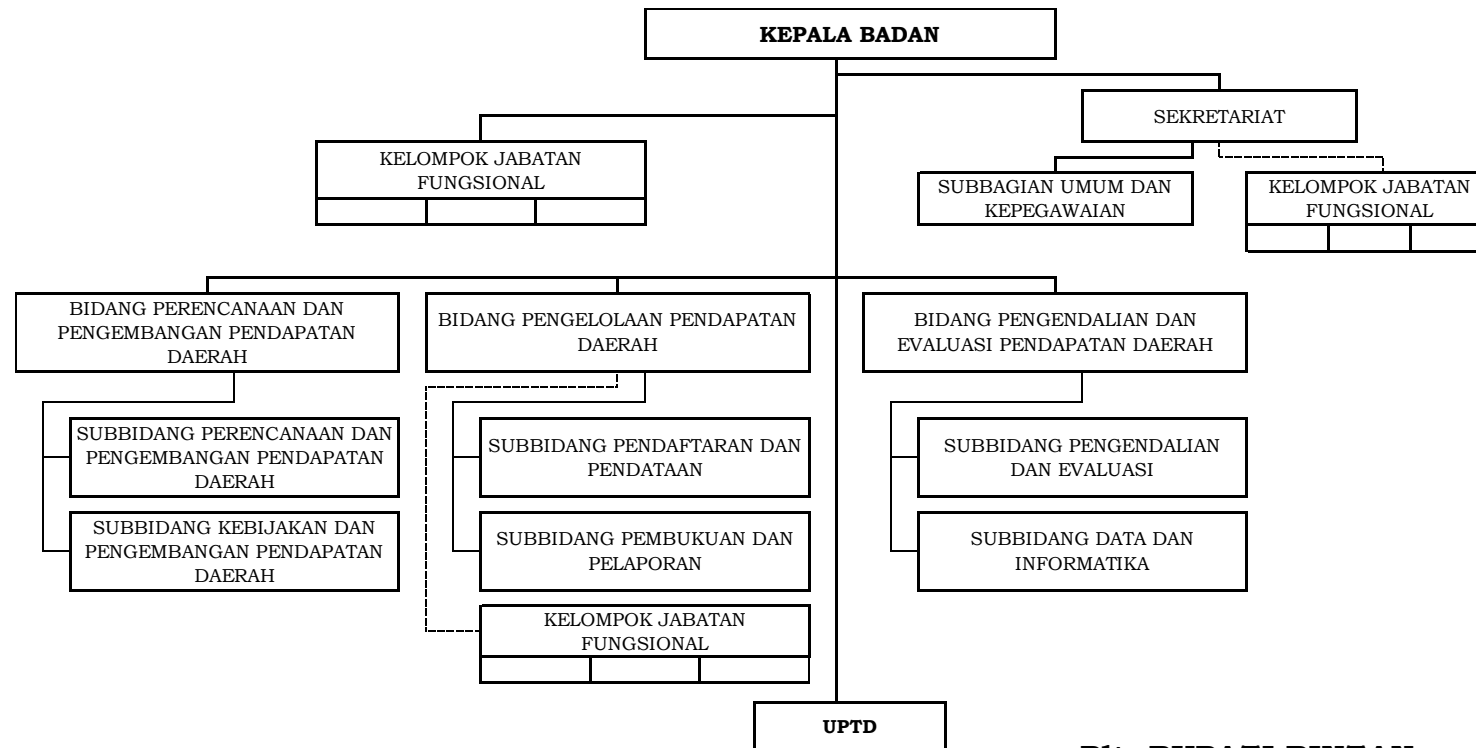 KEPALA BADAN
SEKRETARIAT
KELOMPOK JABATAN
FUNGSIONAL
SUBBAGIAN UMUM DAN
KEPEGAWAIAN
KELOMPOK JABATAN
FUNGSIONAL
BIDANG PERENCANAAN DAN
PENGEMBANGAN PENDAPATAN
DAERAH
BIDANG PENGELOLAAN PENDAPATAN
DAERAH
BIDANG PENGENDALIAN DAN
EVALUASI PENDAPATAN DAERAH
SUBBIDANG PERENCANAAN DAN
PENGEMBANGAN PENDAPATAN
DAERAH
SUBBIDANG PENDAFTARAN DAN
PENDATAAN
SUBBIDANG PENGENDALIAN
DAN EVALUASI
SUBBIDANG KEBIJAKAN DAN
PENGEMBANGAN PENDAPATAN
DAERAH
SUBBIDANG PEMBUKUAN DAN
PELAPORAN
SUBBIDANG DATA DAN
INFORMATIKA
KELOMPOK JABATAN
FUNGSIONAL
UPTD